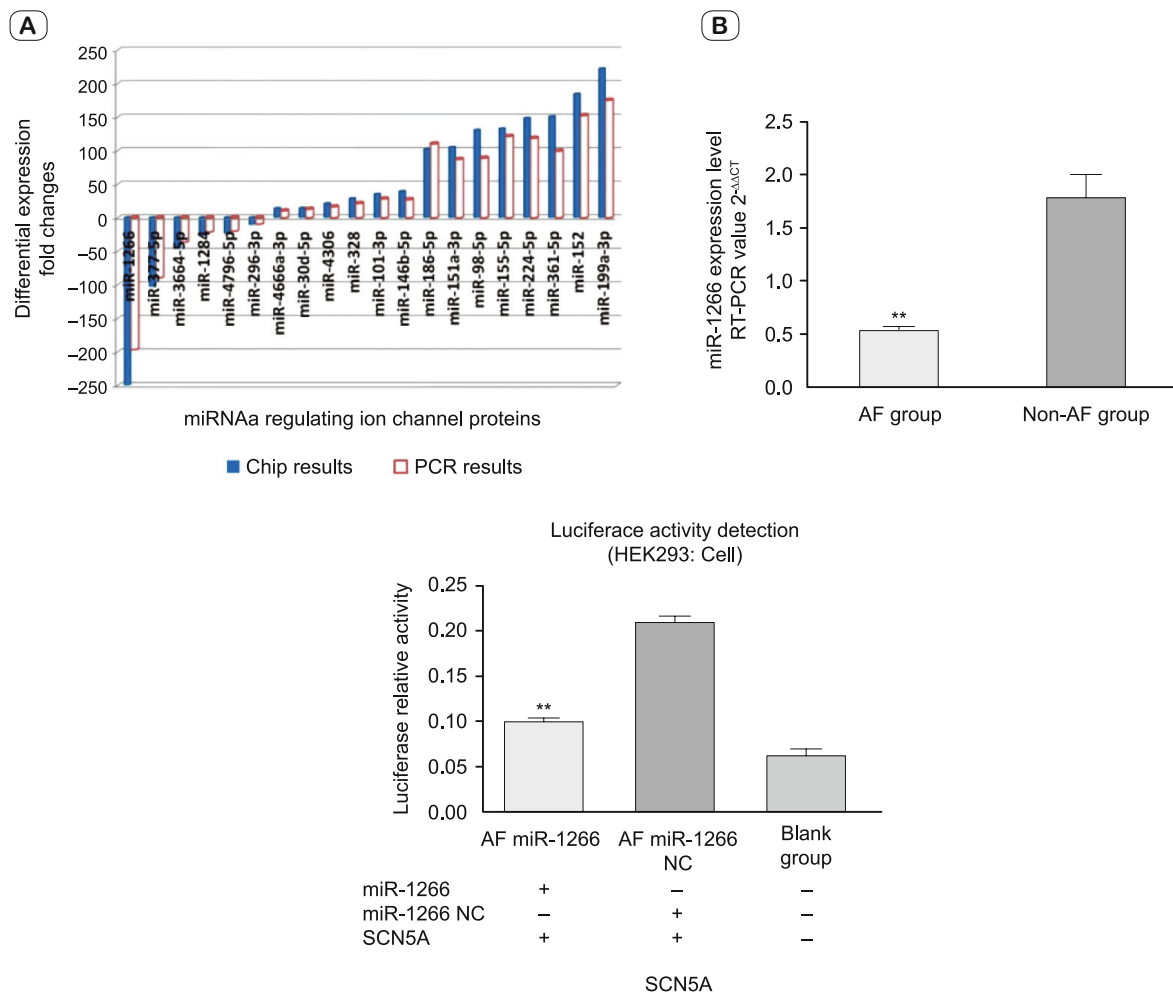 A
250
200
150
100
50
0
–50
–100
–150
–200
–250
Differential expression
fold changes
miR-1266
miR-377-5p
miR-3664-5p
miR-1284
miR-4796-5p
miR-296-3p
miR-4666a-3p
miR-30d-5p
miR-4306
miR-328
miR-101-3p
miR-146b-5p
miR-186-5p
miR-151a-3p
miR-98-5p
miR-155-5p
miR-224-5p
miR-361-5p
miR-152
miR-199a-3p
miRNAa regulating ion channel proteins
Chip results PCR results
B
miR-1266 expression level
RT-PCR value 2-ΔΔCT
2.5
2.0
1.5
1.0
0.5
0.0
**
AF group Non-AF group
Luciferace activity detection
(HEK293: Cell)
Luciferase relative activity
0.25
0.20
0.15
0.10
0.05
0.00
**
AF miR-1266 AF miR-1266 NC Blank group
miR-1266 + – –
miR-1266 NC – + –
SCN5A + + –
SCN5A